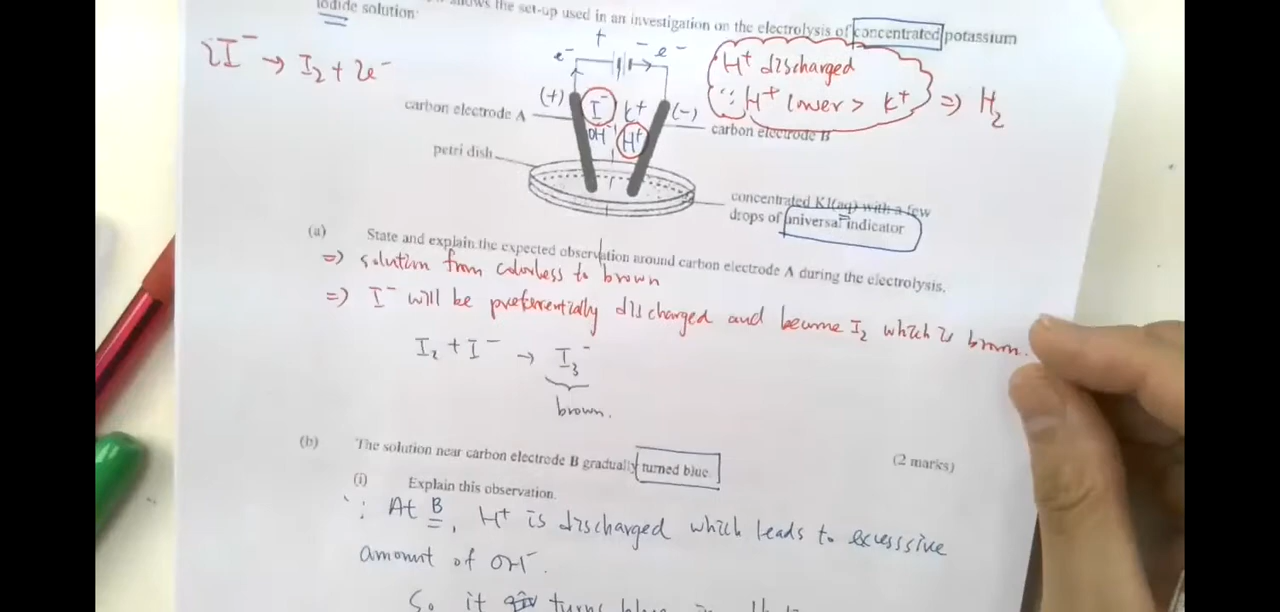 shows the set-up used in an investigation on the electrolysis of concentrated potassium
iodide solution
2I⁻ → I₂ + 2e⁻
+ −
e⁻ e⁻
H⁺ discharged
∵ H⁺ lower > K⁺ ⇒ H₂
(+) I⁻ K⁺ (−)
carbon electrode A
OH⁻ H⁺
carbon electrode B
petri dish
concentrated KI(aq) with a few
drops of universal indicator
(a) State and explain the expected observation around carbon electrode A during the electrolysis.
⇒ solution from colorless to brown
⇒ I⁻ will be preferentially discharged and become I₂ which is brown.
I₂ + I⁻ → I₃⁻
brown.
(2 marks)
(b) The solution near carbon electrode B gradually turned blue.
(i) Explain this observation.
∵ At B, H⁺ is discharged which leads to excesssive
amount of OH⁻.
So it turns blue